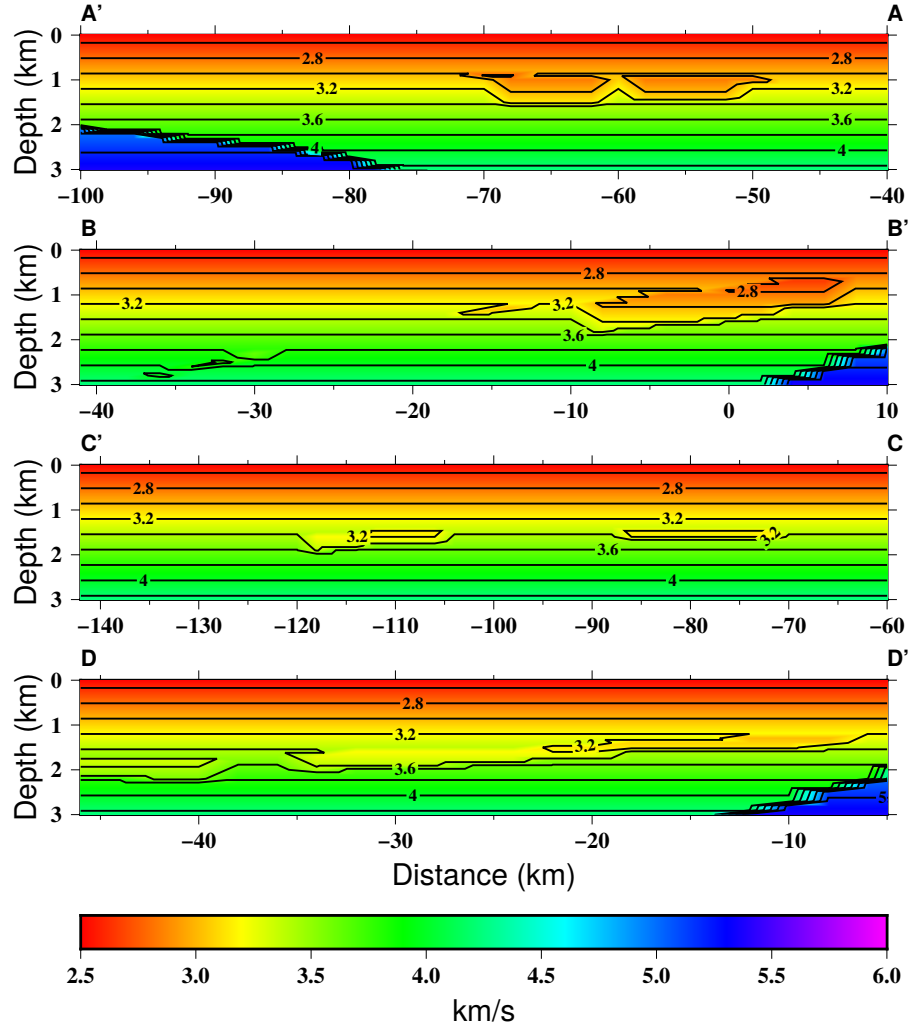 A’ A
Depth (km)
0
1
2
3
2.8 2.8
3.2 3.2
3.6 3.6
4 4
−100 −90 −80 −70 −60 −50 −40
B B’
Depth (km)
0
1
2
3
2.8
2.8
3.2 3.2
3.6
4
−40 −30 −20 −10 0 10
C’ C
Depth (km)
0
1
2
3
2.8 2.8
3.2 3.2
3.2 3.2
3.6
4 4
−140 −130 −120 −110 −100 −90 −80 −70 −60
D D’
Depth (km)
0
1
2
3
2.8
3.2
3.2
3.6
4
5
−40 −30 −20 −10
Distance (km)
2.5 3.0 3.5 4.0 4.5 5.0 5.5 6.0
km/s